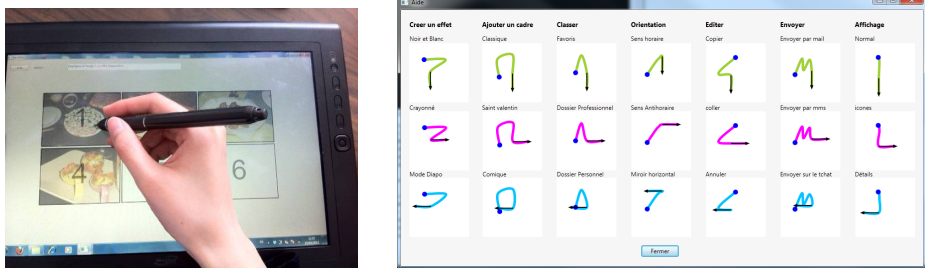 1
4
6
Aide
Creer un effet Ajouter un cadre Classer Orientation Editer Envoyer Affichage
Noir et Blanc Classique Favoris Sens horaire Copier Envoyer par mail Normal
Crayonné Saint valentin Dossier Professionnel Sens Antihoraire coller Envoyer par mms icones
Mode Diapo Comique Dossier Personnel Miroir horizontal Annuler Envoyer sur le tchat Détails
Fermer